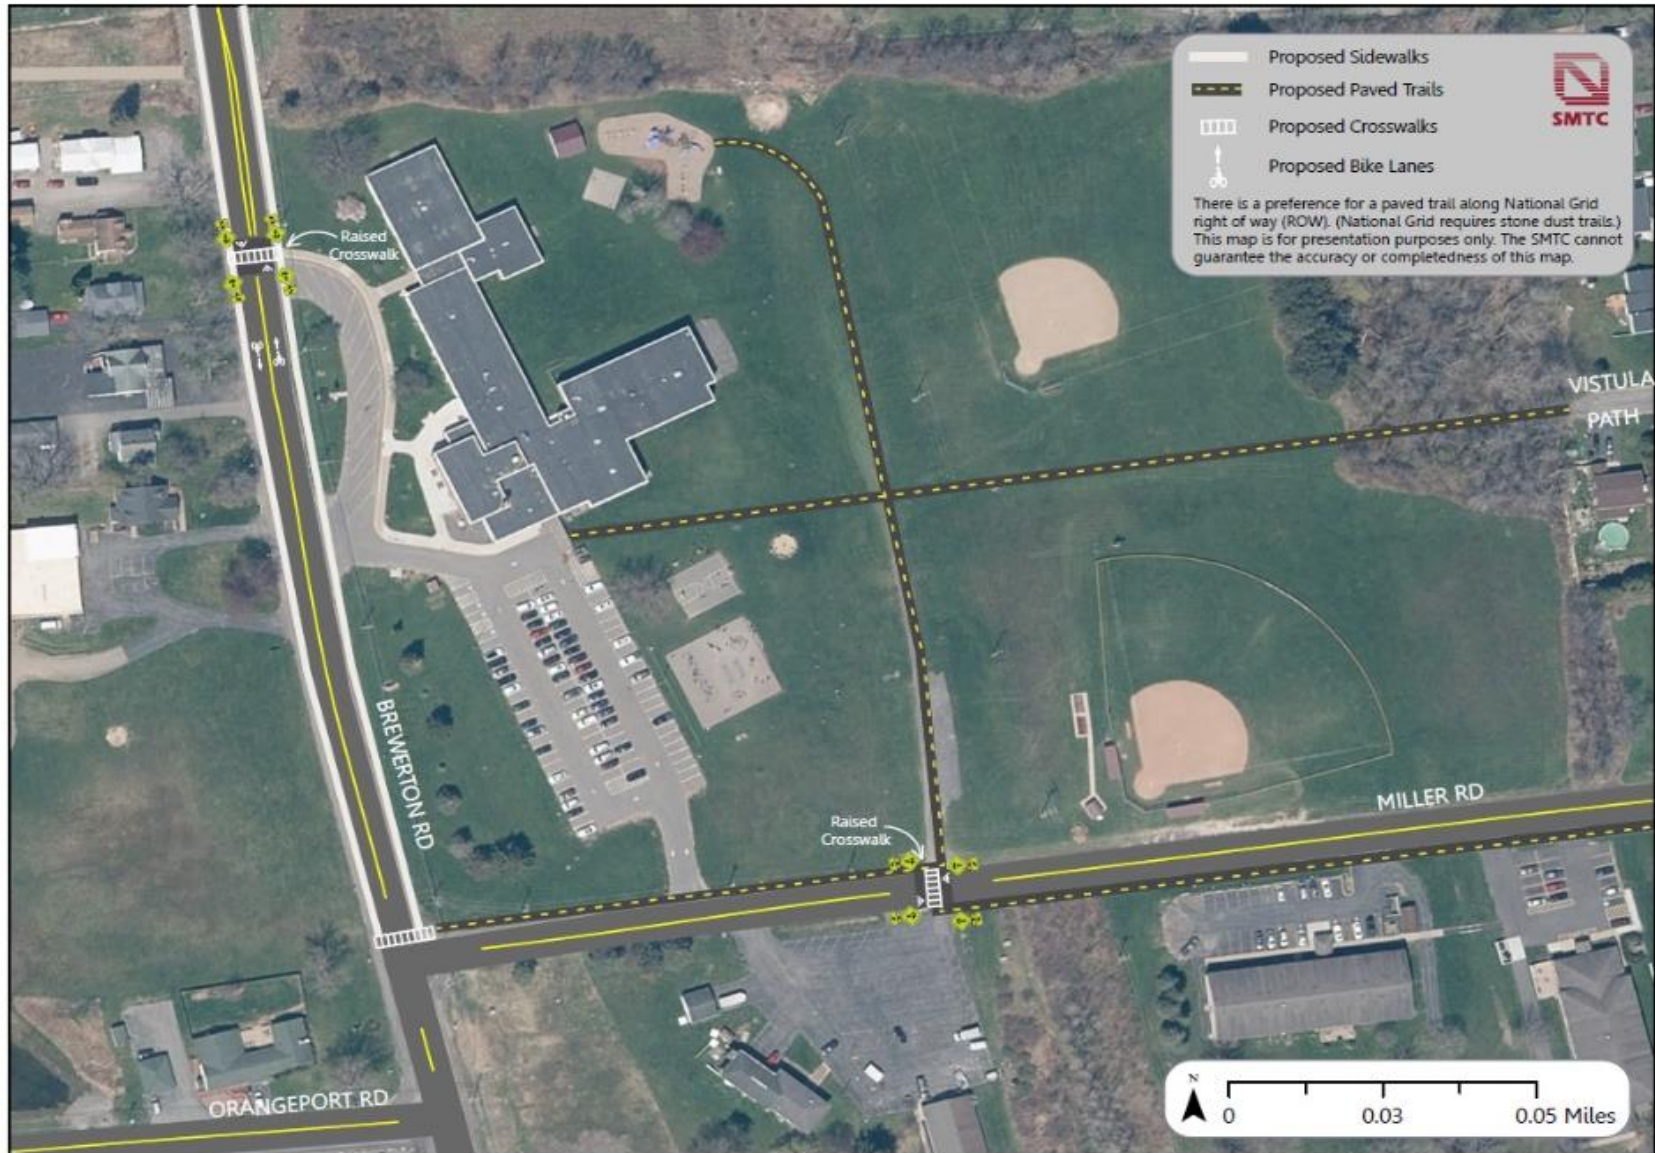 Proposed Sidewalks
Proposed Paved Trails
Proposed Crosswalks
Proposed Bike Lanes
SMTC
There is a preference for a paved trail along National Grid
right of way (ROW). (National Grid requires stone dust trails.)
This map is for presentation purposes only. The SMTC cannot
guarantee the accuracy or completedness of this map.
Raised
Crosswalk
VISTULA
PATH
BREWERTON RD
MILLER RD
Raised
Crosswalk
ORANGEPORT RD
N
0 0.03 0.05 Miles